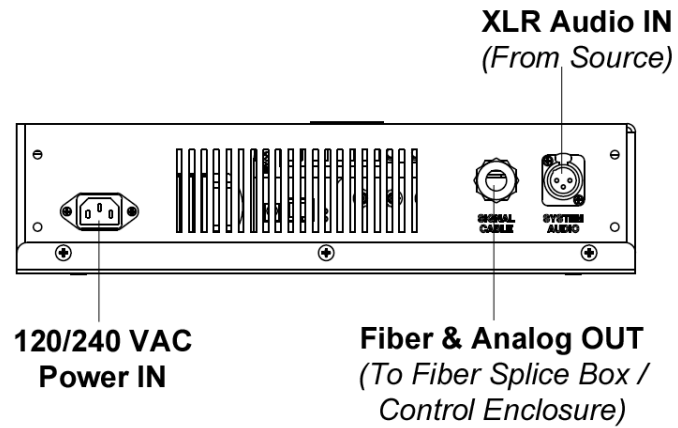 XLR Audio IN
(From Source)
SIGNAL
CABLE
SYSTEM
AUDIO
120/240 VAC
Power IN
Fiber & Analog OUT
(To Fiber Splice Box /
Control Enclosure)